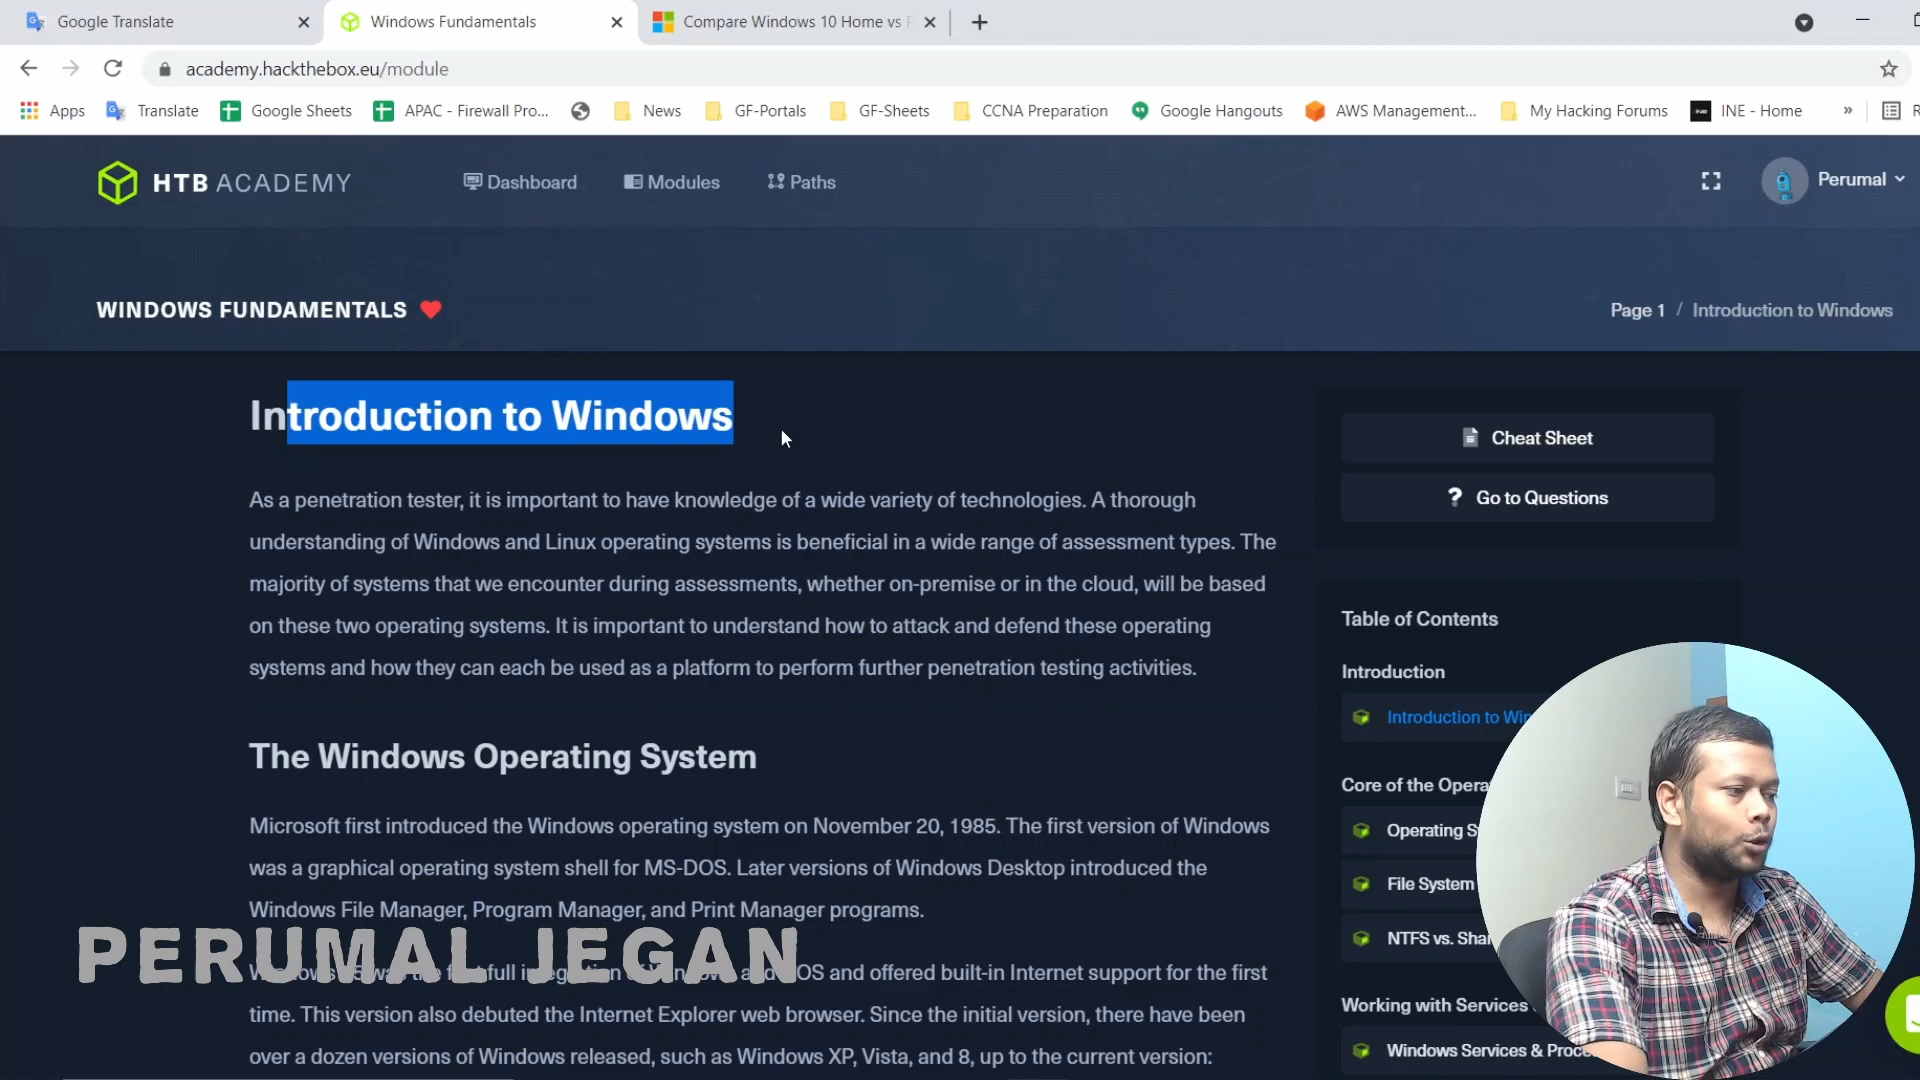 Google Translate
Windows Fundamentals
Compare Windows 10 Home vs
academy.hackthebox.eu/module
Apps
Translate
Google Sheets
APAC - Firewall Pro...
News
GF-Portals
GF-Sheets
CCNA Preparation
Google Hangouts
AWS Management...
My Hacking Forums
INE - Home
»
HTB ACADEMY
Dashboard
Modules
Paths
Perumal
WINDOWS FUNDAMENTALS
Page 1 / Introduction to Windows
Introduction to Windows
As a penetration tester, it is important to have knowledge of a wide variety of technologies. A thorough
understanding of Windows and Linux operating systems is beneficial in a wide range of assessment types. The
majority of systems that we encounter during assessments, whether on-premise or in the cloud, will be based
on these two operating systems. It is important to understand how to attack and defend these operating
systems and how they can each be used as a platform to perform further penetration testing activities.
The Windows Operating System
Microsoft first introduced the Windows operating system on November 20, 1985. The first version of Windows
was a graphical operating system shell for MS-DOS. Later versions of Windows Desktop introduced the
Windows File Manager, Program Manager, and Print Manager programs.
full and offered built-in Internet support for the first
time. This version also debuted the Internet Explorer web browser. Since the initial version, there have been
over a dozen versions of Windows released, such as Windows XP, Vista, and 8, up to the current version:
PERUMAL JEGAN
Cheat Sheet
? Go to Questions
Table of Contents
Introduction
Introduction to
Core of the
Operating
File System
NTFS vs.
Working with Services
Windows Services &